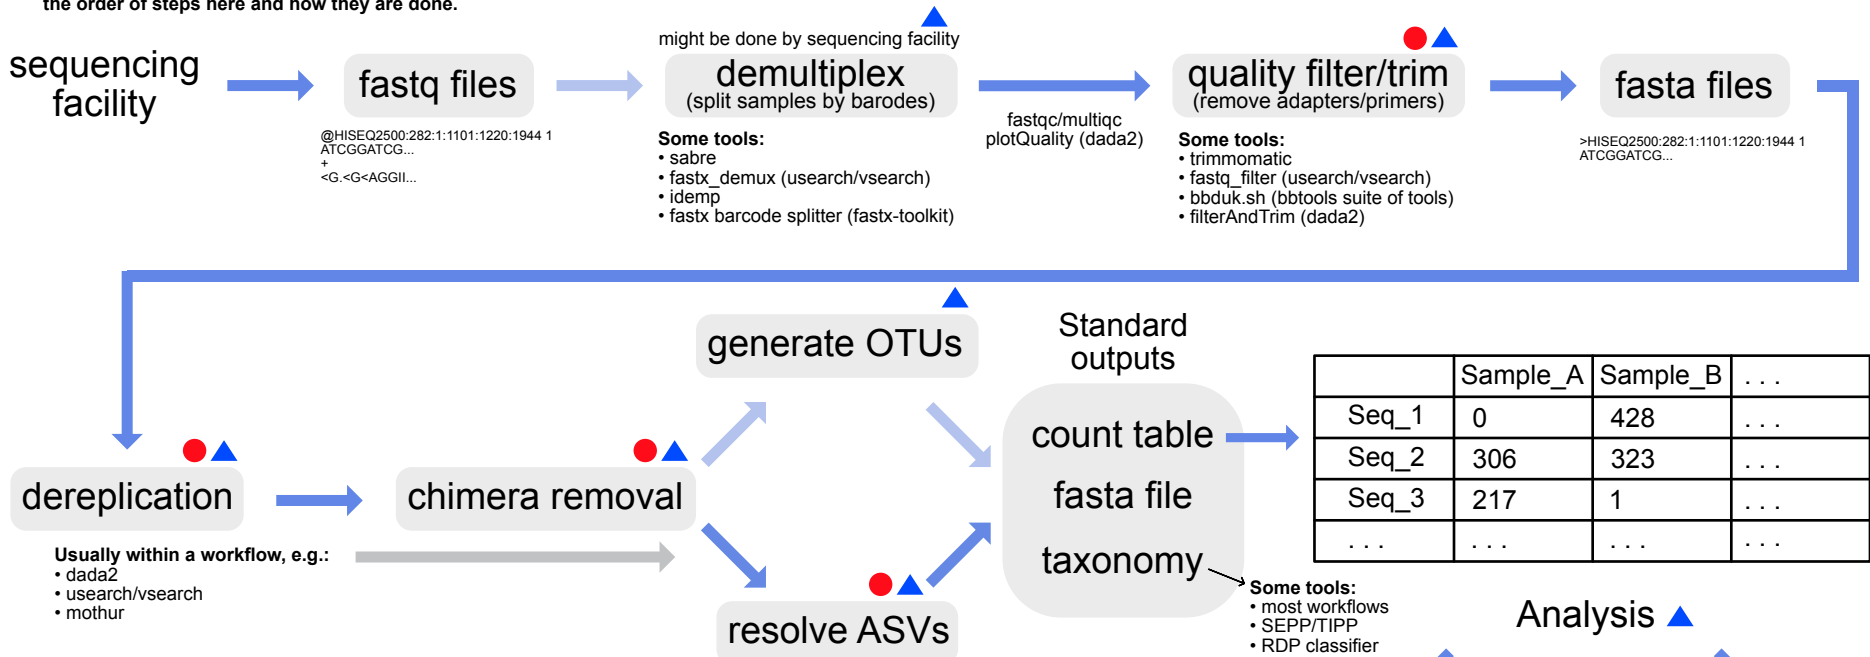 the order of steps here and how they are done.
sequencing
facility
fastq files
@HISEQ2500:282:1:1101:1220:1944 1
ATCGGATCG...
+
<G.<G<AGGII...
might be done by sequencing facility
demultiplex
(split samples by barodes)
Some tools:
• sabre
• fastx_demux (usearch/vsearch)
• idemp
• fastx barcode splitter (fastx-toolkit)
fastqc/multiqc
plotQuality (dada2)
quality filter/trim
(remove adapters/primers)
Some tools:
• trimmomatic
• fastq_filter (usearch/vsearch)
• bbduk.sh (bbtools suite of tools)
• filterAndTrim (dada2)
fasta files
>HISEQ2500:282:1:1101:1220:1944 1
ATCGGATCG...
dereplication
Usually within a workflow, e.g.:
• dada2
• usearch/vsearch
• mothur
chimera removal
generate OTUs
resolve ASVs
Standard
outputs
count table
fasta file
taxonomy
Some tools:
• most workflows
• SEPP/TIPP
• RDP classifier
Sample_A Sample_B . . .
Seq_1 0 428 . . .
Seq_2 306 323 . . .
Seq_3 217 1 . . .
. . . . . . . . . . . .
Analysis